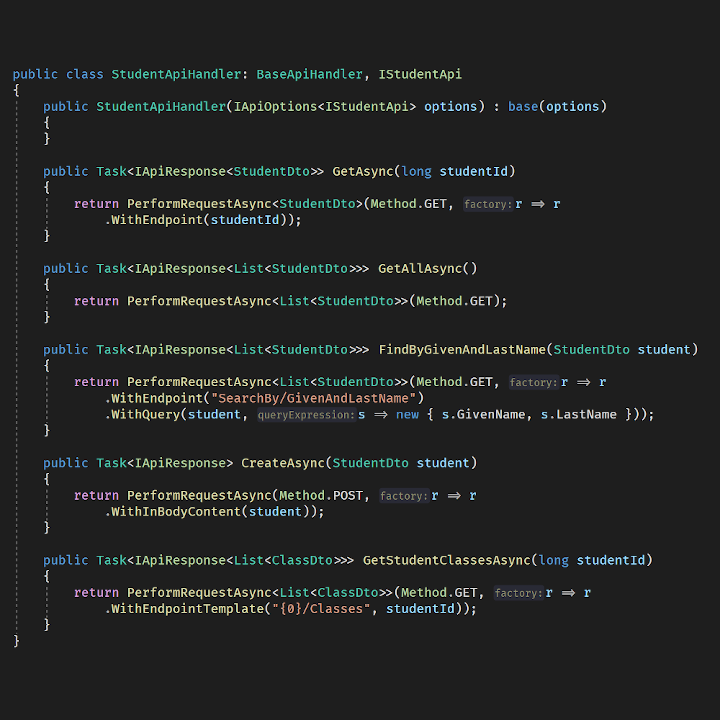 public class StudentApiHandler: BaseApiHandler, IStudentApi
{
    public StudentApiHandler(IApiOptions<IStudentApi> options) : base(options)
    {
    }

    public Task<IApiResponse<StudentDto>> GetAsync(long studentId)
    {
        return PerformRequestAsync<StudentDto>(Method.GET, factory: r => r
            .WithEndpoint(studentId));
    }

    public Task<IApiResponse<List<StudentDto>>> GetAllAsync()
    {
        return PerformRequestAsync<List<StudentDto>>(Method.GET);
    }

    public Task<IApiResponse<List<StudentDto>>> FindByGivenAndLastName(StudentDto student)
    {
        return PerformRequestAsync<List<StudentDto>>(Method.GET, factory: r => r
            .WithEndpoint("SearchBy/GivenAndLastName")
            .WithQuery(student, queryExpression: s => new { s.GivenName, s.LastName }));
    }

    public Task<IApiResponse> CreateAsync(StudentDto student)
    {
        return PerformRequestAsync(Method.POST, factory: r => r
            .WithInBodyContent(student));
    }

    public Task<IApiResponse<List<ClassDto>>> GetStudentClassesAsync(long studentId)
    {
        return PerformRequestAsync<List<ClassDto>>(Method.GET, factory: r => r
            .WithEndpointTemplate("{0}/Classes", studentId));
    }
}